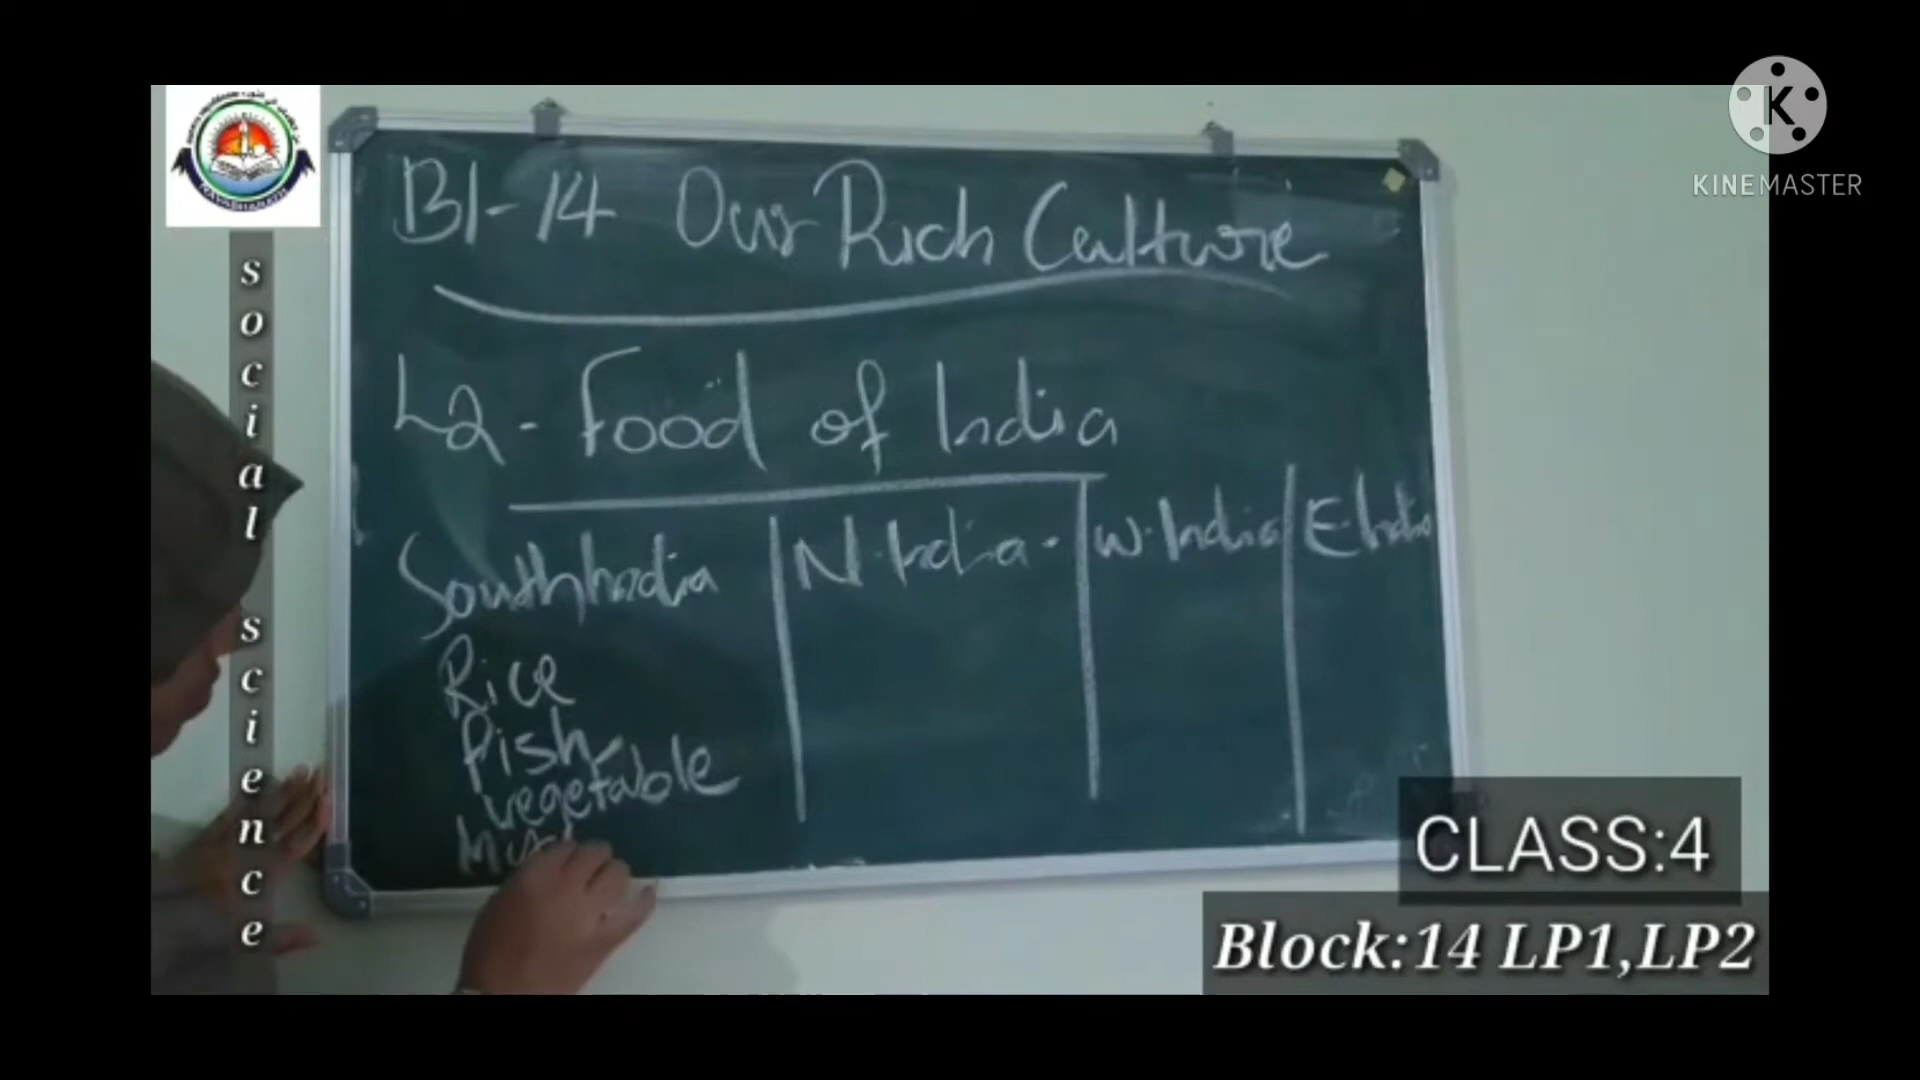 Bl-14 Our Rich Culture
L2 - Food of India
South India
N. India.
W. India
E. India
Rice
Fish
vegetable
social science
KINEMASTER
CLASS:4
Block:14 LP1,LP2